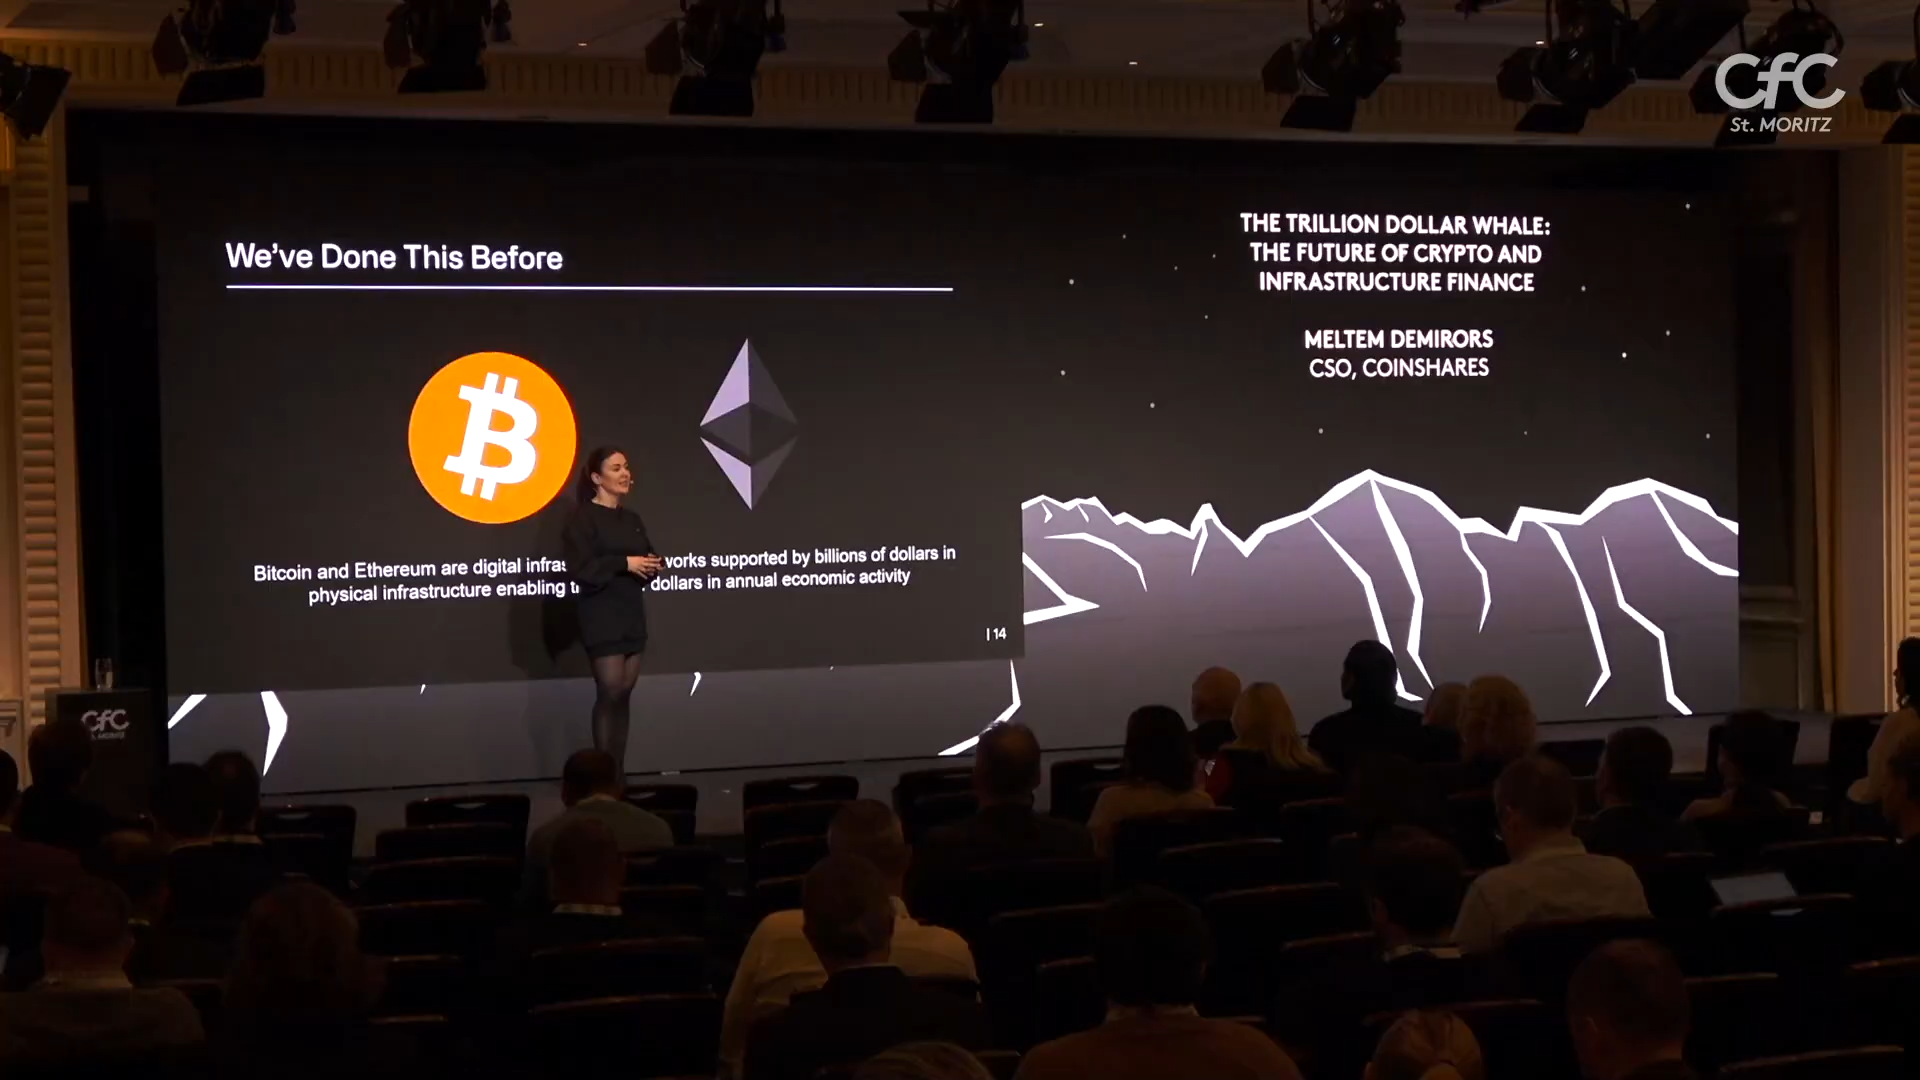 CfC
St. MORITZ
We've Done This Before
Bitcoin and Ethereum are digital supported by billions of dollars in
physical infrastructure enabling dollars in annual economic activity
| 14
THE TRILLION DOLLAR WHALE:
THE FUTURE OF CRYPTO AND
INFRASTRUCTURE FINANCE
MELTEM DEMIRORS
CSO, COINSHARES
CfC
ST. MORITZ